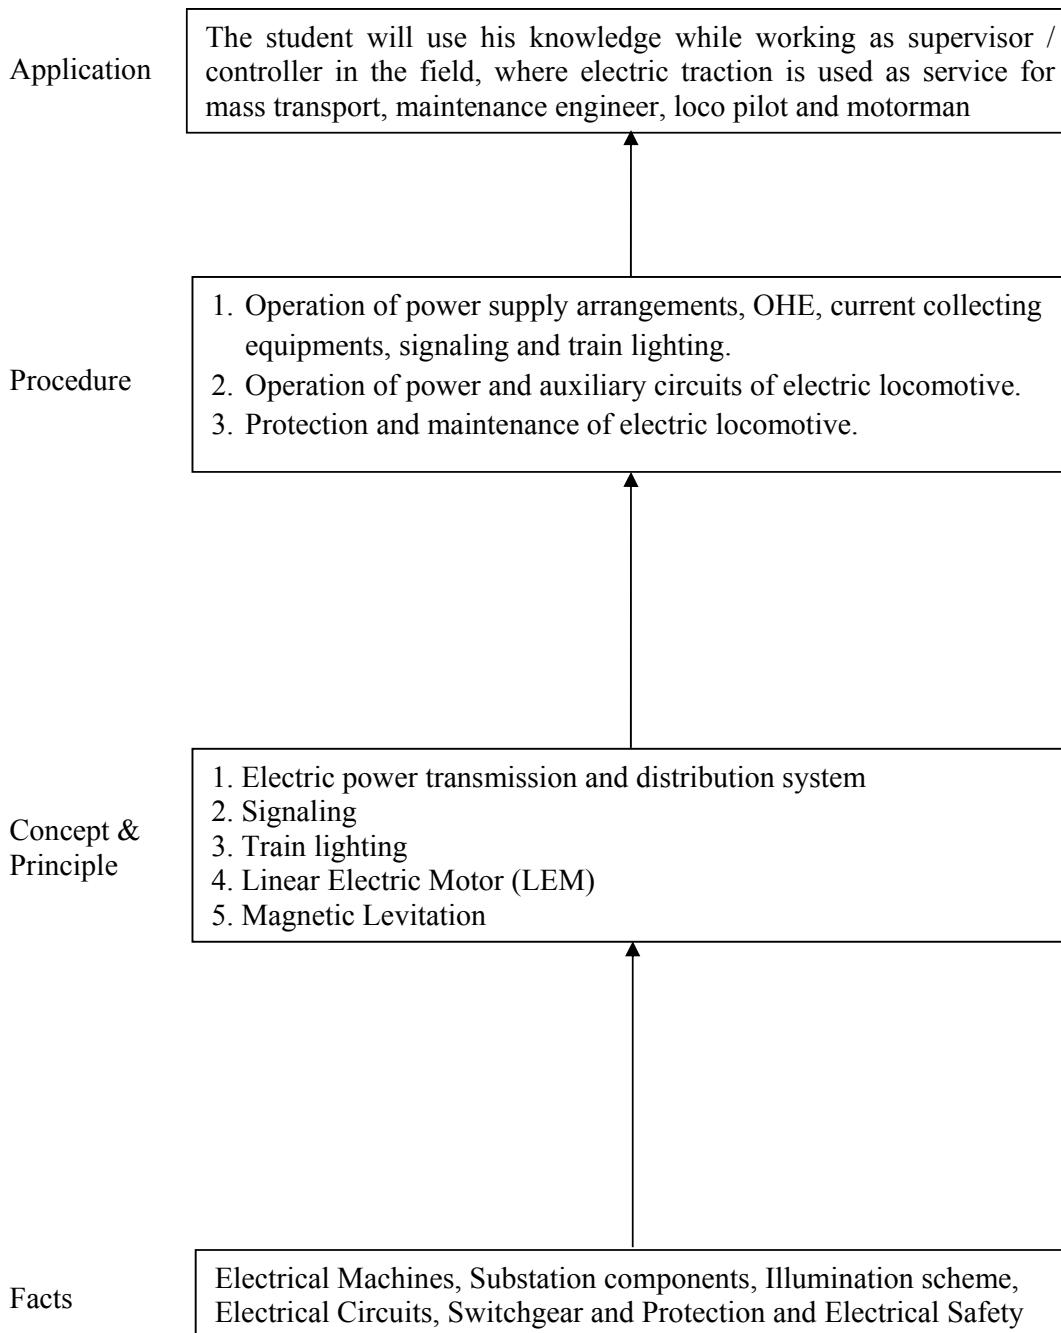 Application
The student will use his knowledge while working as supervisor /
controller in the field, where electric traction is used as service for
mass transport, maintenance engineer, loco pilot and motorman
Procedure
1. Operation of power supply arrangements, OHE, current collecting
equipments, signaling and train lighting.
2. Operation of power and auxiliary circuits of electric locomotive.
3. Protection and maintenance of electric locomotive.
Concept &
Principle
1. Electric power transmission and distribution system
2. Signaling
3. Train lighting
4. Linear Electric Motor (LEM)
5. Magnetic Levitation
Facts
Electrical Machines, Substation components, Illumination scheme,
Electrical Circuits, Switchgear and Protection and Electrical Safety